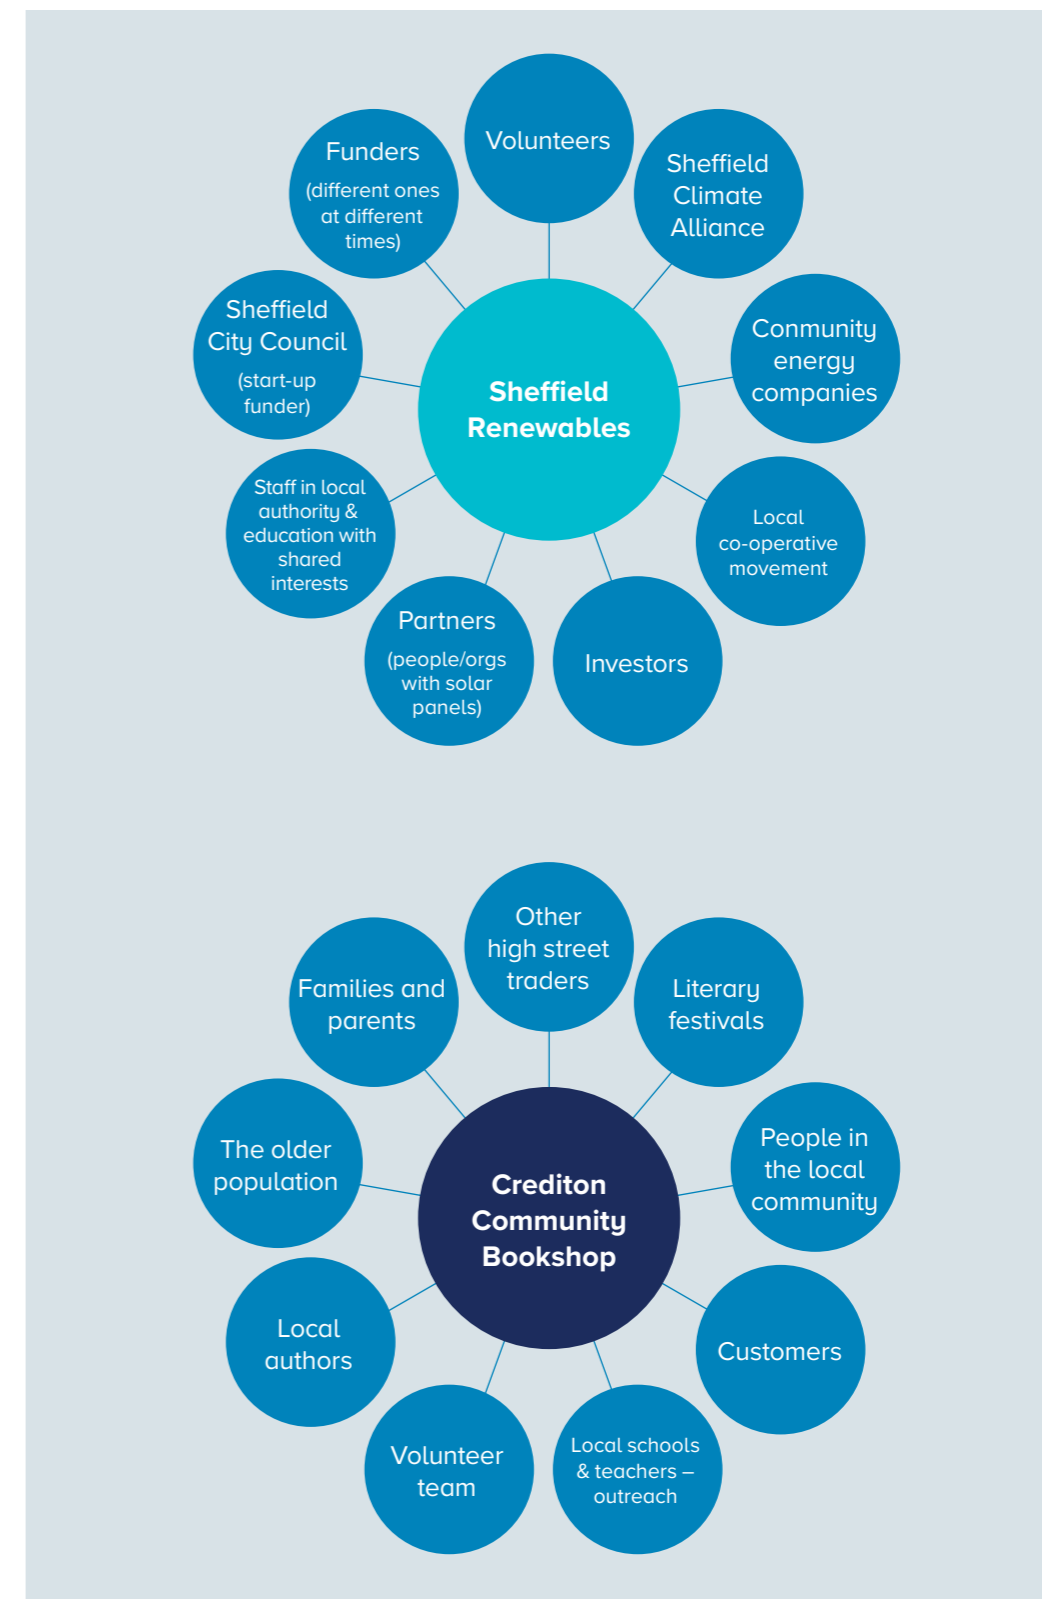 Volunteers
Sheffield
Climate
Alliance
Conmunity
energy
companies
Local
co-operative
movement
Investors
Partners
(people/orgs
with solar
panels)
Staff in local
authority &
education with
shared
interests
Sheffield
City Council
(start-up
funder)
Funders
(different ones
at different
times)
Sheffield
Renewables
Other
high street
traders
Literary
festivals
People in
the local
community
Customers
Local schools
& teachers –
outreach
Volunteer
team
Local
authors
The older
population
Families and
parents
Crediton
Community
Bookshop